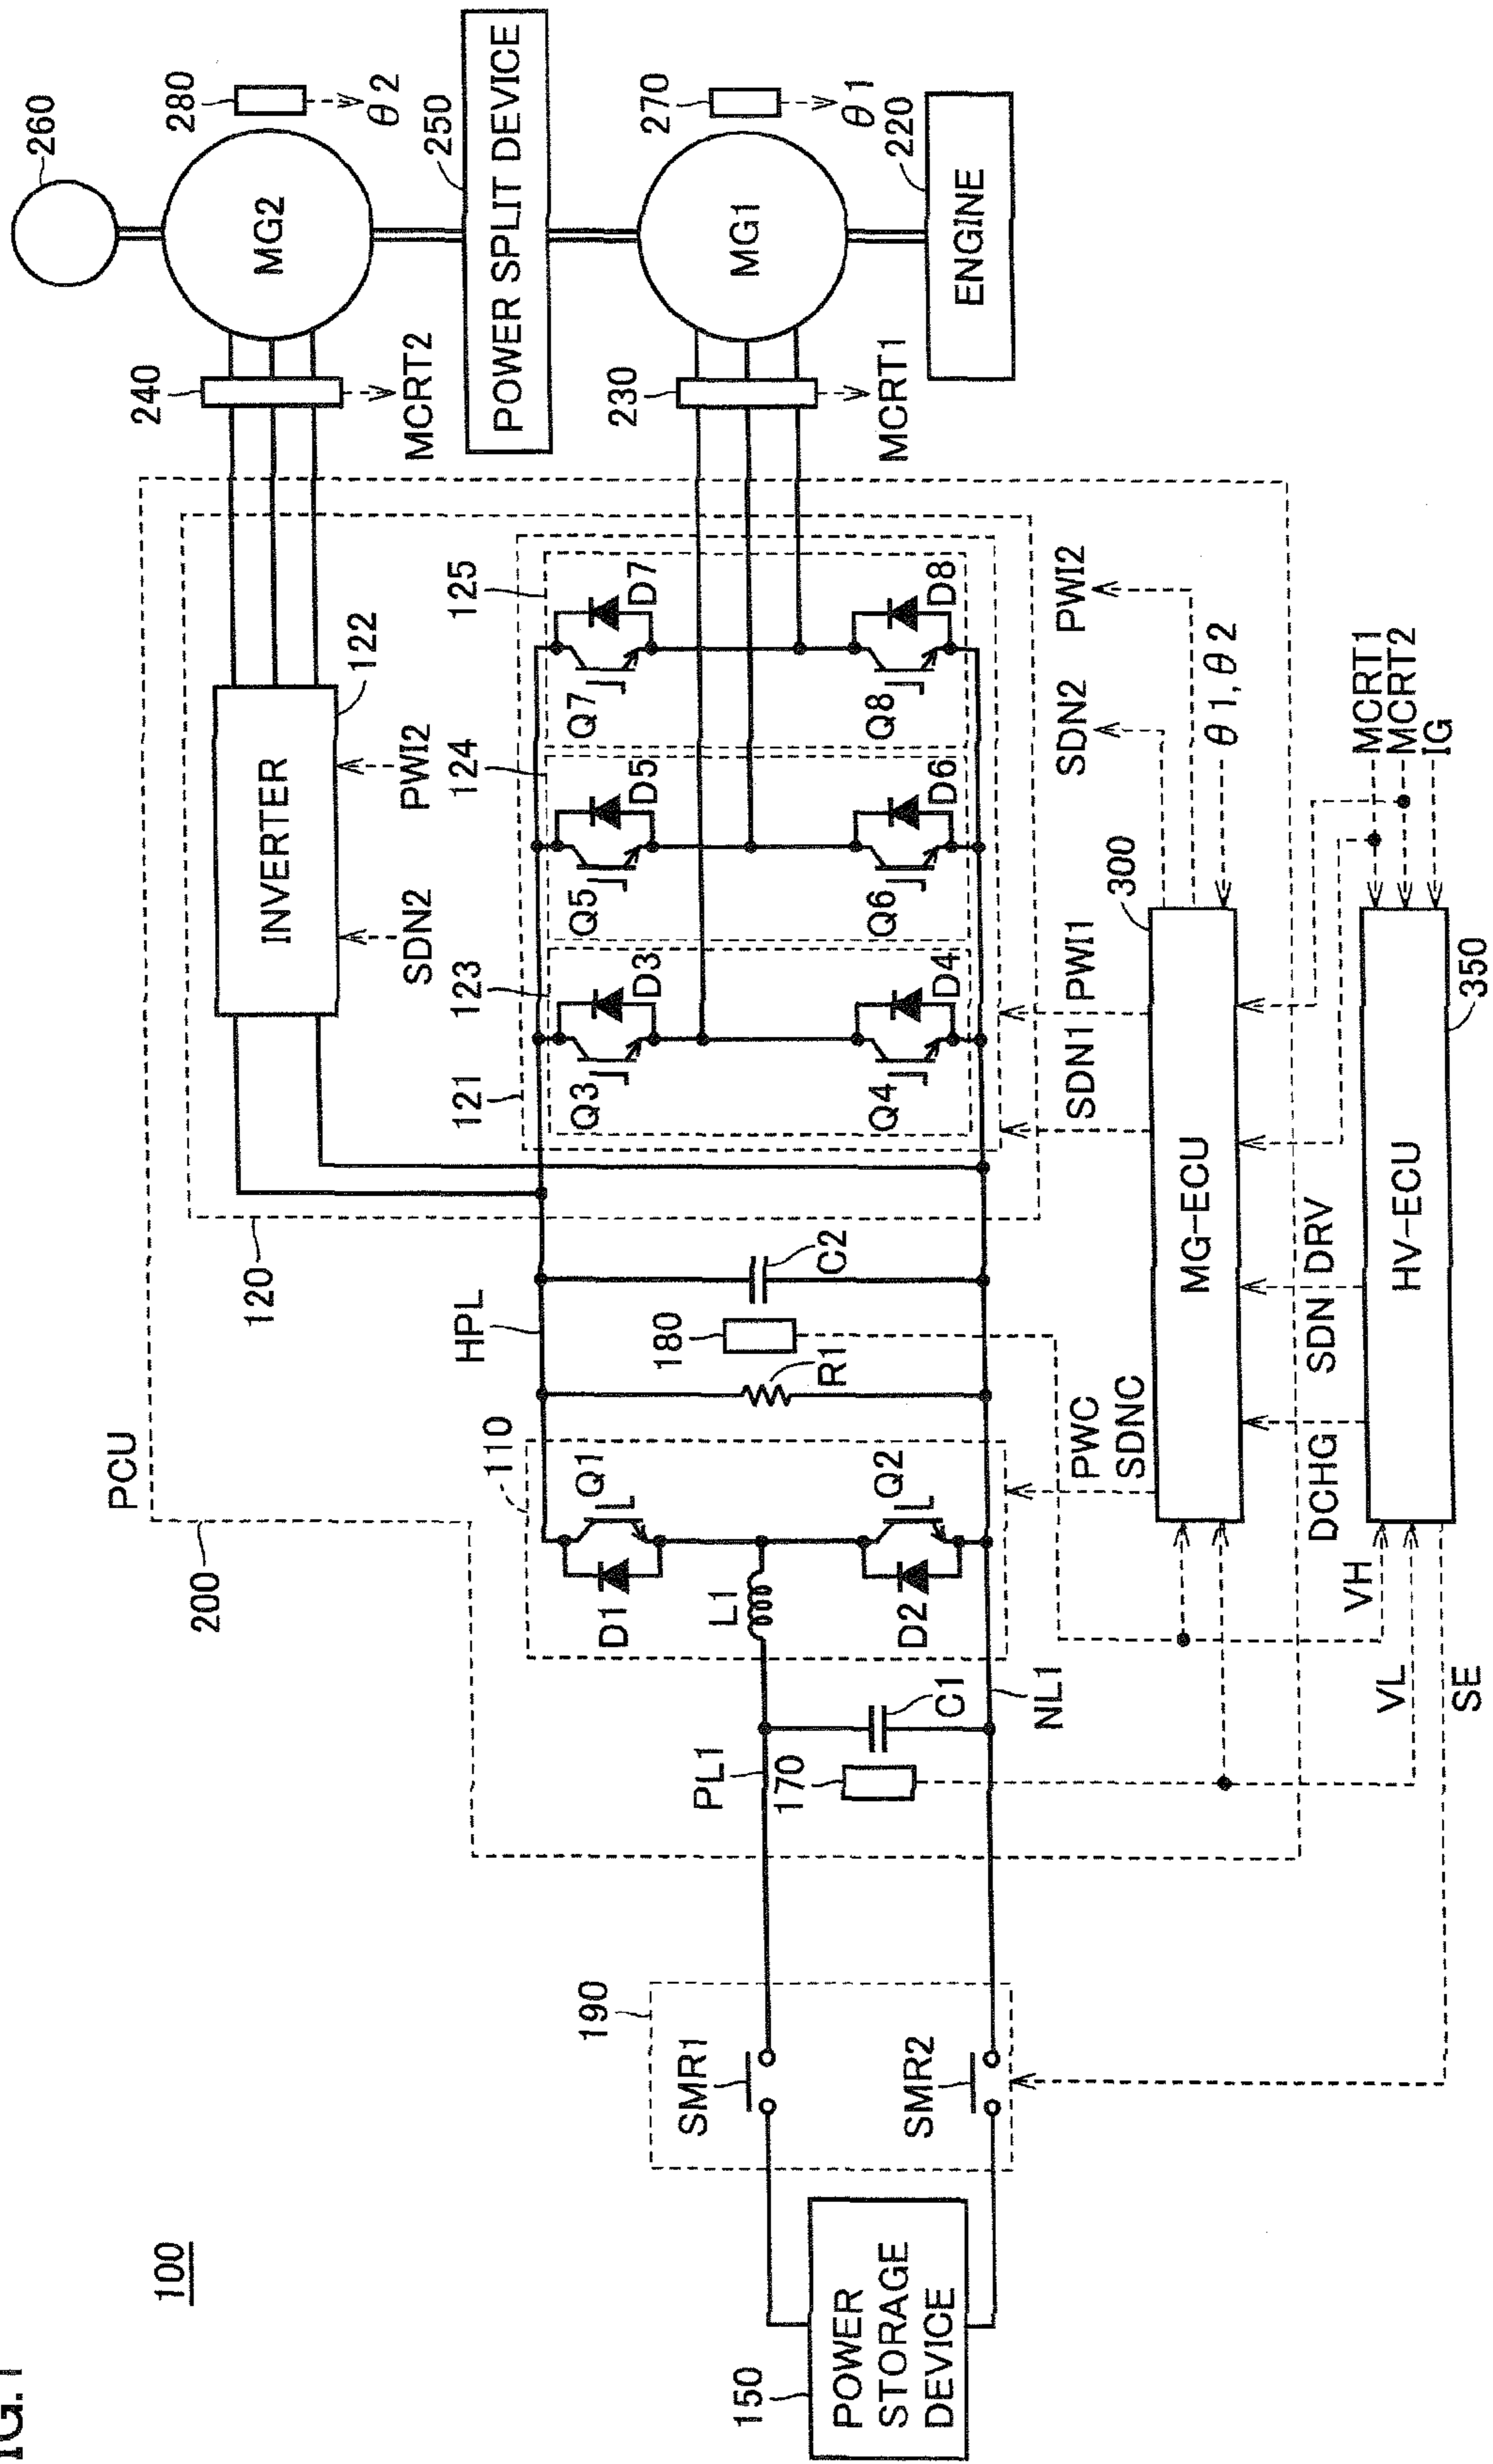 FIG.1
100
PCU
200
120
INVERTER
122
SDN2
PWI2
240
MCRT2
260
MG2
280
θ2
250
POWER SPLIT DEVICE
121
123
124
125
Q3
D3
Q5
D5
Q7
D7
Q4
D4
Q6
D6
Q8
D8
230
MCRT1
MG1
270
θ1
220
ENGINE
HPL
110
Q1
D1
L1
Q2
D2
R1
180
C2
PL1
170
C1
NL1
190
SMR1
SMR2
150
POWER
STORAGE
DEVICE
PWC
SDNC
SDN1
PWI1
SDN2
PWI2
300
MG-ECU
θ1,θ2
DCHG
SDN
DRV
VH
VL
SE
HV-ECU
350
MCRT1
MCRT2
IG